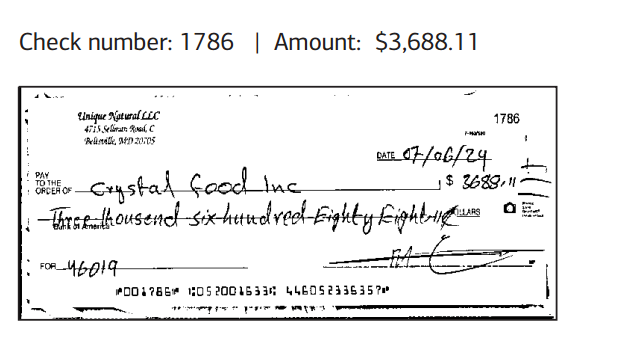 Check number: 1786 | Amount: $3,688.11
Unique Natural LLC
4715 Sellman Road, C
Beltsville, MD 20705
1786
DATE 07/06/24
PAY
TO THE
ORDER OF Crystal Food Inc $ 3688.11
Three thousend six hundred Eighty Eight 11/ LLARS
Bank of America
FOR 46019
⑈001786⑈ ⑆052001633⑆ 446052336357⑈